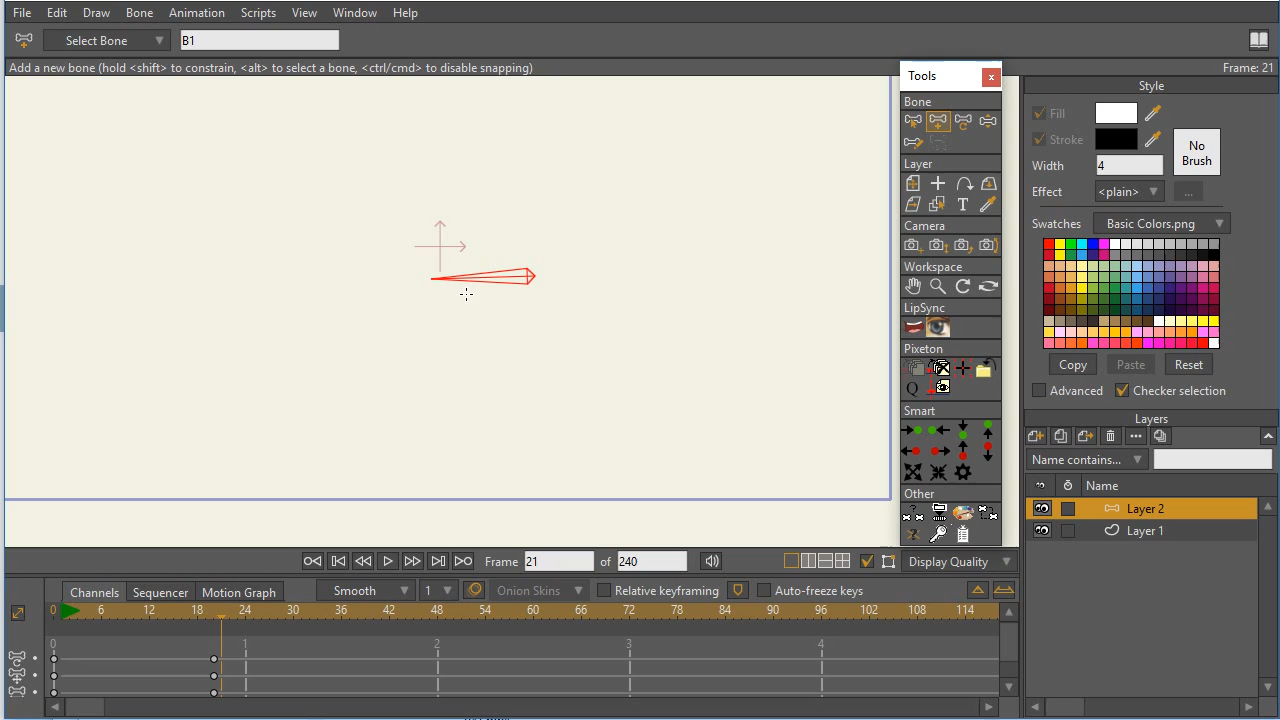 File Edit Draw Bone Animation Scripts View Window Help
Select Bone B1
Add a new bone (hold <shift> to constrain, <alt> to select a bone, <ctrl/cmd> to disable snapping) Frame: 21
Tools x
Style
Bone
Fill
Stroke
No Brush
Layer
Width 4
Effect <plain> ...
T
Camera
Swatches Basic Colors.png
Workspace
LipSync
Pixeton
Copy Paste Reset
Q
Advanced Checker selection
Smart
Layers
Name contains...
Name
Other
Layer 2
Layer 1
Frame 21 of 240 Display Quality
Channels Sequencer Motion Graph Smooth 1 Onion Skins Relative keyframing Auto-freeze keys
0 6 12 18 24 30 36 42 48 54 60 66 72 78 84 90 96 102 108 114
0 1 2 3 4